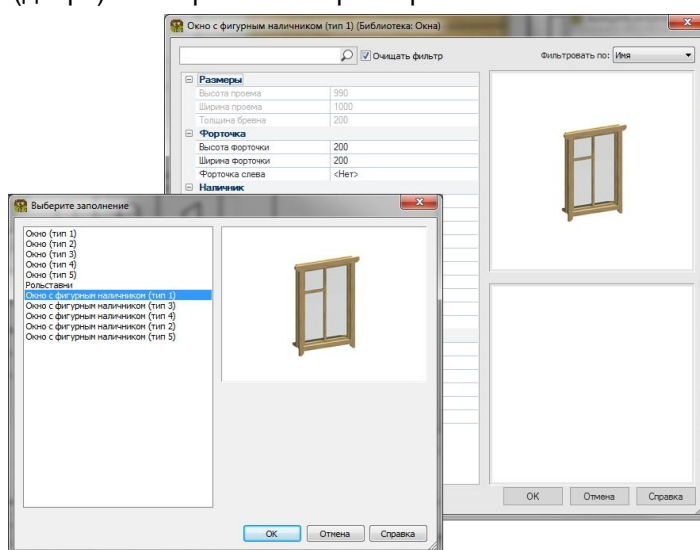 Окно с фигурным наличником (тип 1) (Библиотека: Окна)
Очищать фильтр
Фильтровать по: Имя
Размеры
Высота проема 990
Ширина проема 1000
Толщина бревна 200
Форточка
Высота форточки 200
Ширина форточки 200
Форточка слева <Нет>
Наличник
Выберите заполнение
Окно (тип 1)
Окно (тип 2)
Окно (тип 3)
Окно (тип 4)
Окно (тип 5)
Рольставни
Окно с фигурным наличником (тип 1)
Окно с фигурным наличником (тип 3)
Окно с фигурным наличником (тип 4)
Окно с фигурным наличником (тип 2)
Окно с фигурным наличником (тип 5)
OK Отмена Справка
OK Отмена Справка